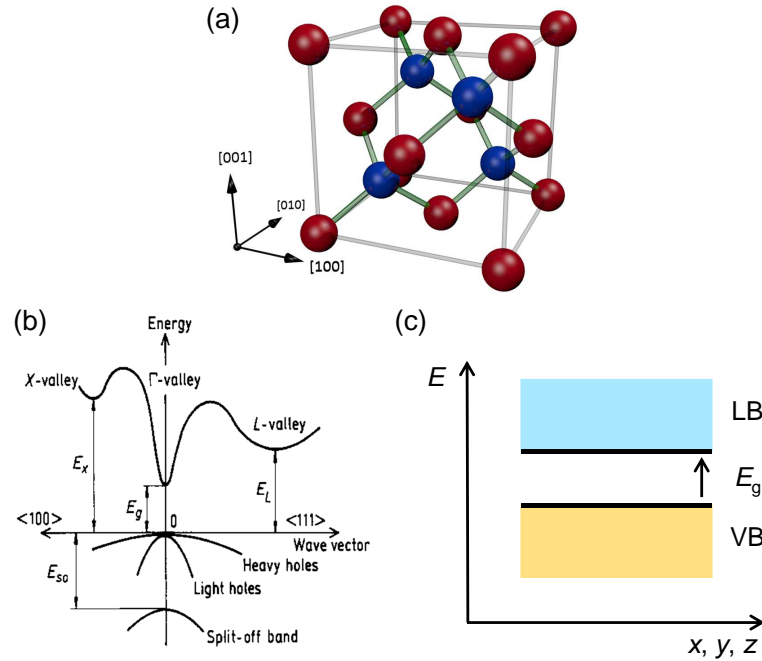 (a)
[001]
[010]
[100]
(b)
Energy
X-valley
Γ-valley
L-valley
E_X
E_g
E_L
<100>
0
<111>
Wave vector
Heavy holes
E_so
Light holes
Split-off band
(c)
E
LB
E_g
VB
x, y, z